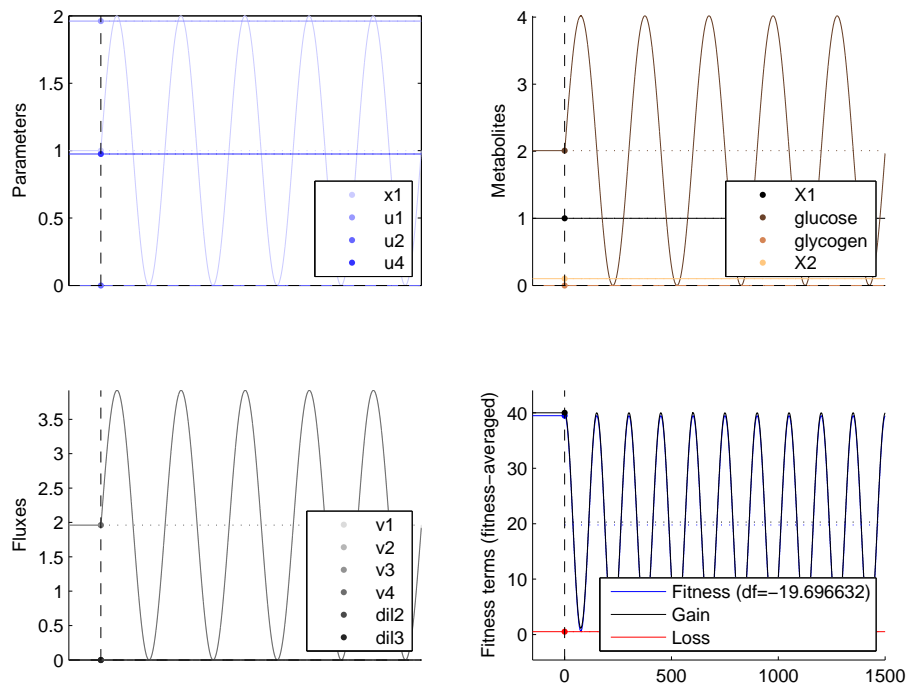 2
1.5
1
0.5
0
Parameters
x1
u1
u2
u4
4
3
2
1
0
Metabolites
X1
glucose
glycogen
X2
3.5
3
2.5
2
1.5
1
0.5
0
Fluxes
v1
v2
v3
v4
dil2
dil3
40
30
20
10
0
Fitness terms (fitness−averaged)
Fitness (df=−19.696632)
Gain
Loss
0
500
1000
1500